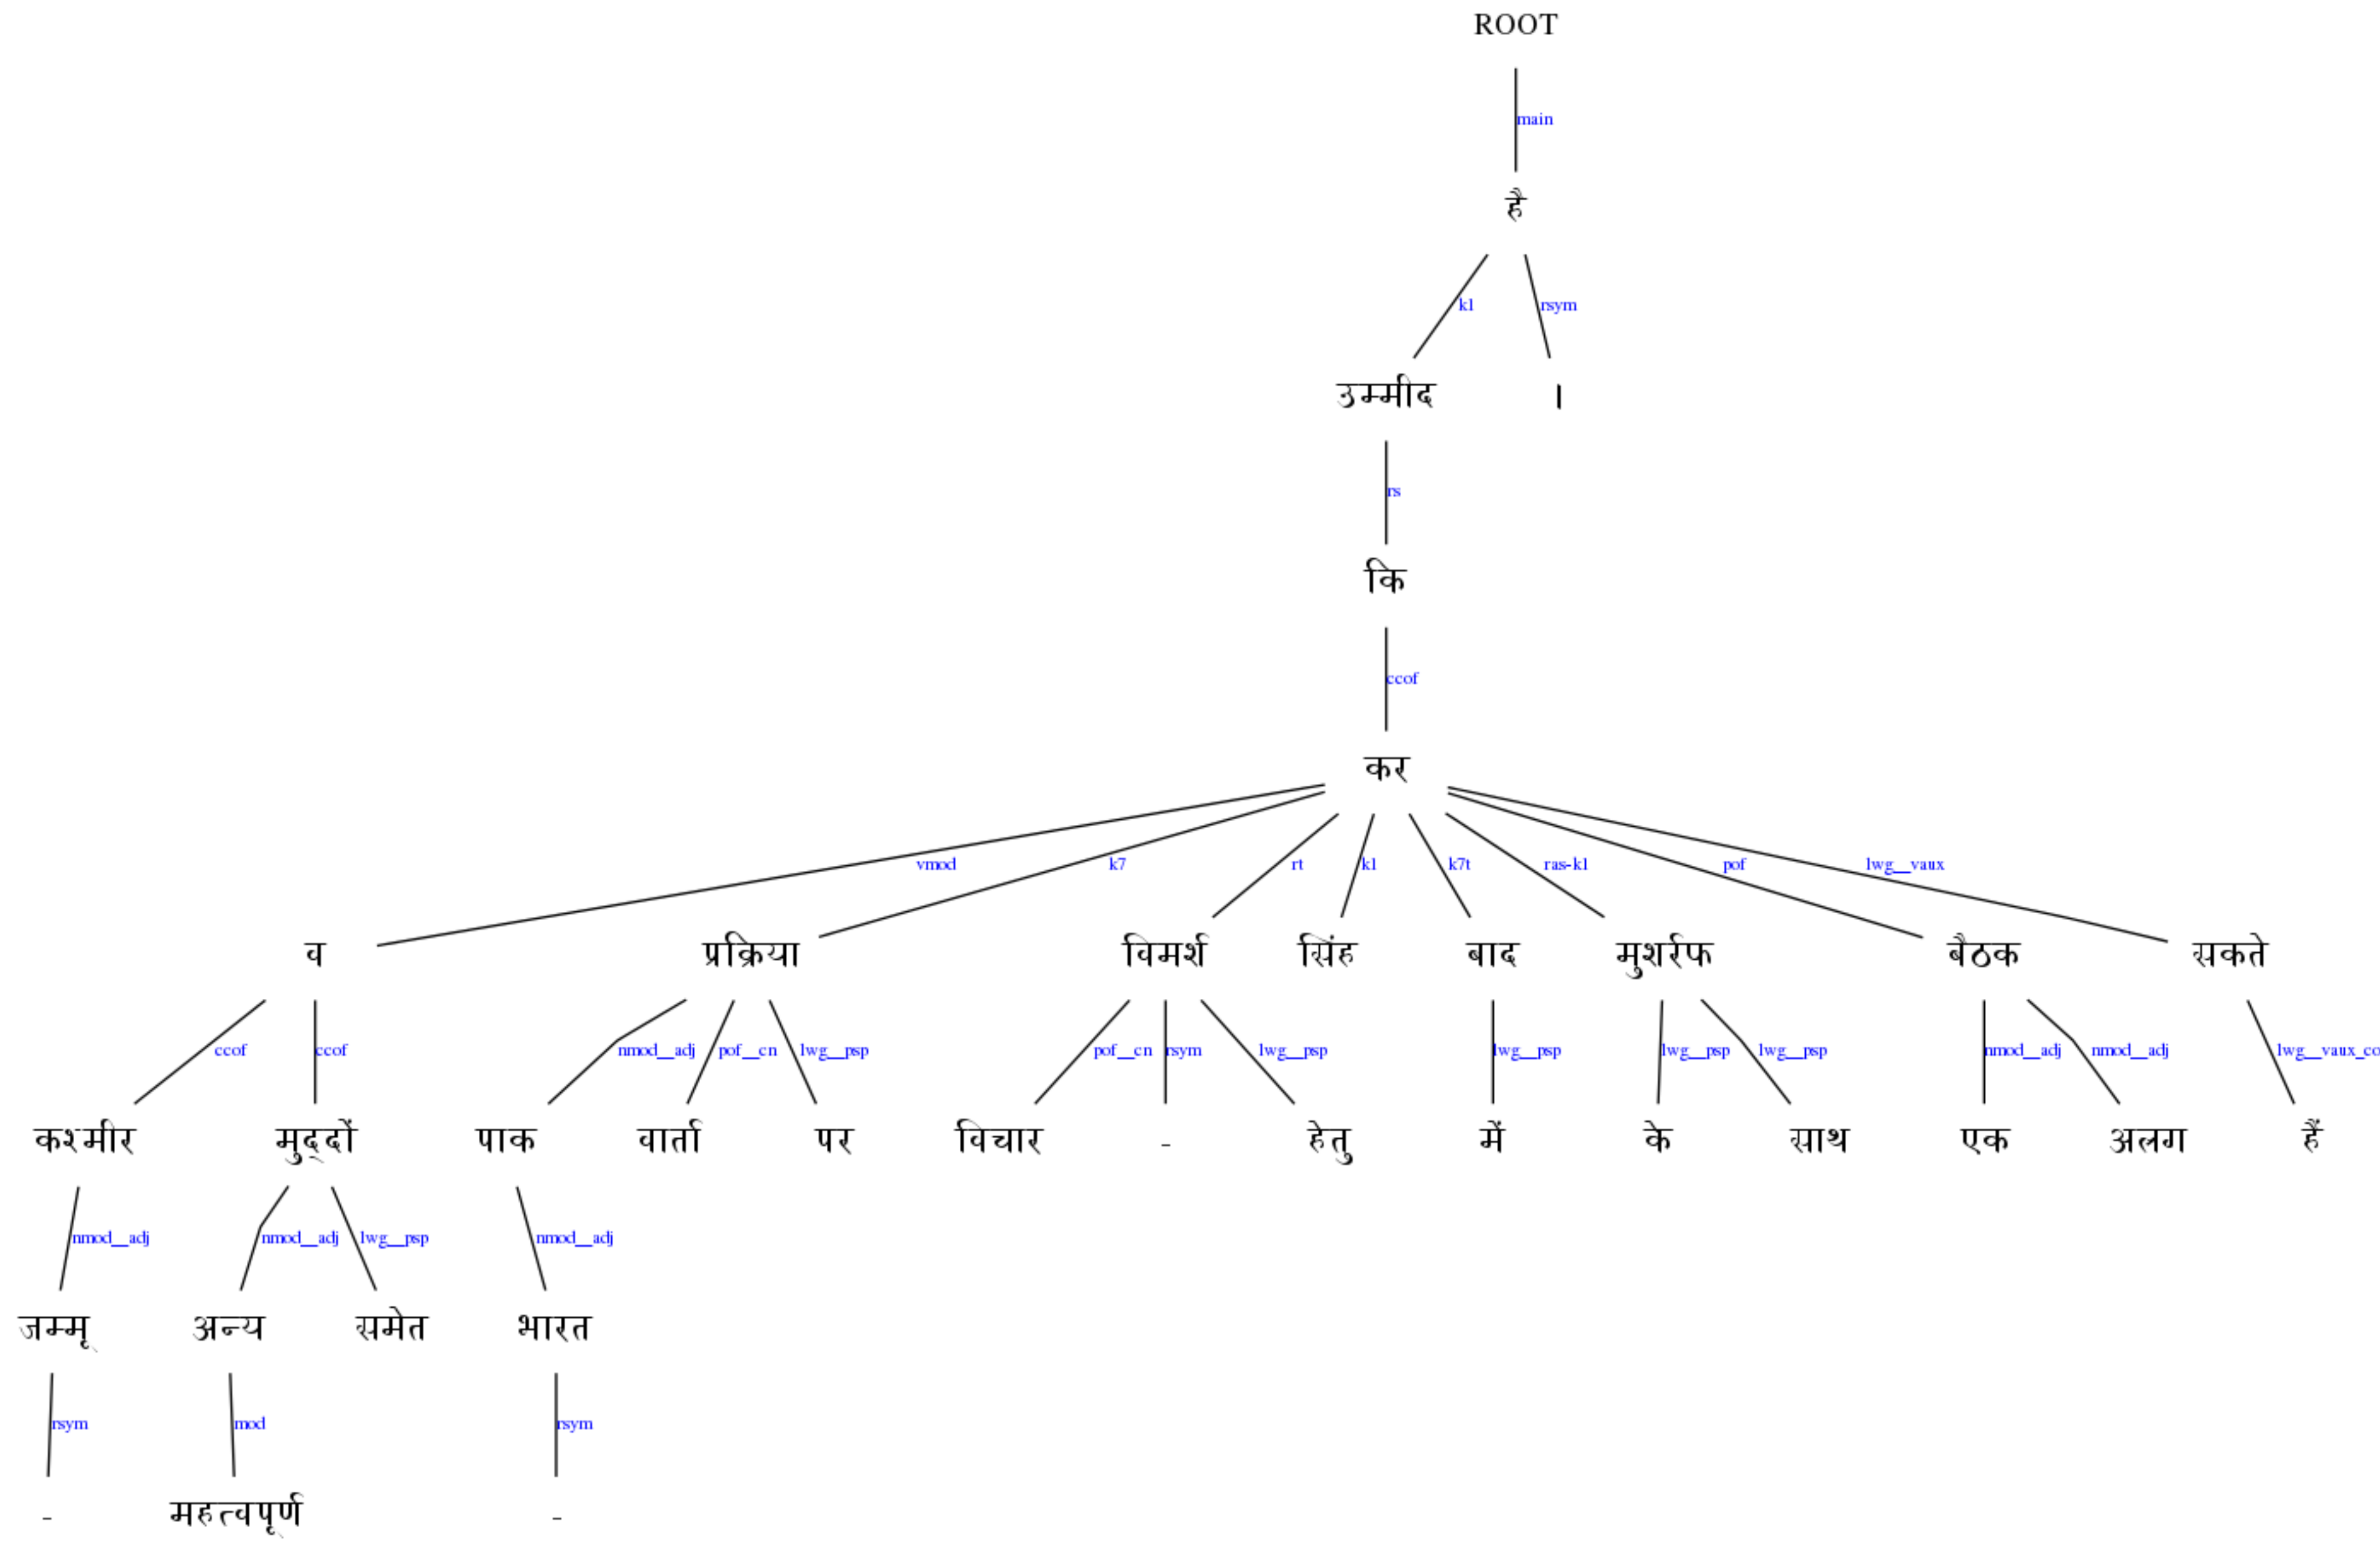 ROOT
main
है
k1 rsym
उम्मीद ।
rs
कि
ccof
कर
vmod k7 rt k1 k7t ras-k1 pof lwg__vaux
व प्रक्रिया विमर्श सिंह बाद मुशर्रफ बैठक सकते
ccof ccof nmod__adj pof__cn lwg__psp pof__cn rsym lwg__psp lwg__psp lwg__psp lwg__psp nmod__adj nmod__adj lwg__vaux_co
कश्मीर मुद्दों पाक वार्ता पर विचार - हेतु में के साथ एक अलग हैं
nmod__adj nmod__adj lwg__psp nmod__adj
जम्मू अन्य समेत भारत
rsym mod rsym
- महत्वपूर्ण -